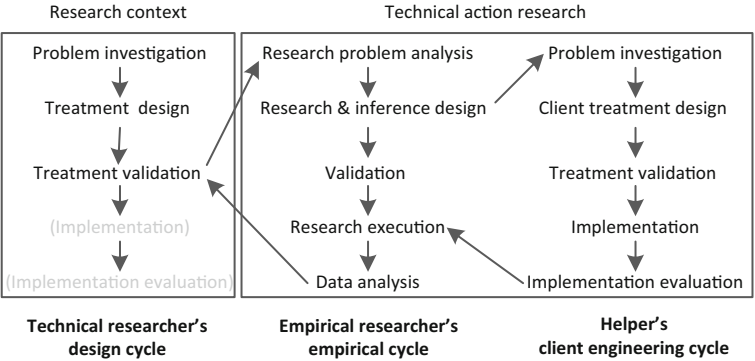 Research context
Technical action research
Problem investigation
Treatment design
Treatment validation
(Implementation)
(Implementation evaluation)
Research problem analysis
Research & inference design
Validation
Research execution
Data analysis
Problem investigation
Client treatment design
Treatment validation
Implementation
Implementation evaluation
Technical researcher's
design cycle
Empirical researcher's
empirical cycle
Helper's
client engineering cycle